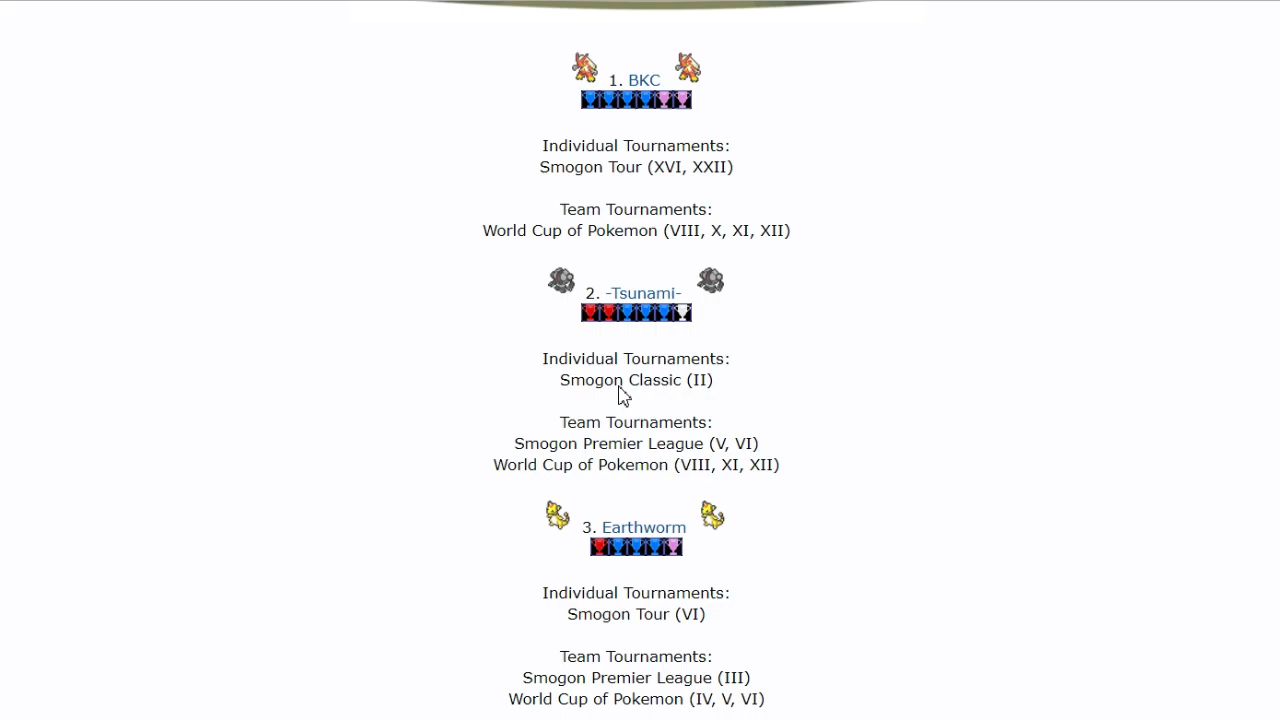 1. BKC
Individual Tournaments:
Smogon Tour (XVI, XXII)
Team Tournaments:
World Cup of Pokemon (VIII, X, XI, XII)
2. -Tsunami-
Individual Tournaments:
Smogon Classic (II)
Team Tournaments:
Smogon Premier League (V, VI)
World Cup of Pokemon (VIII, XI, XII)
3. Earthworm
Individual Tournaments:
Smogon Tour (VI)
Team Tournaments:
Smogon Premier League (III)
World Cup of Pokemon (IV, V, VI)